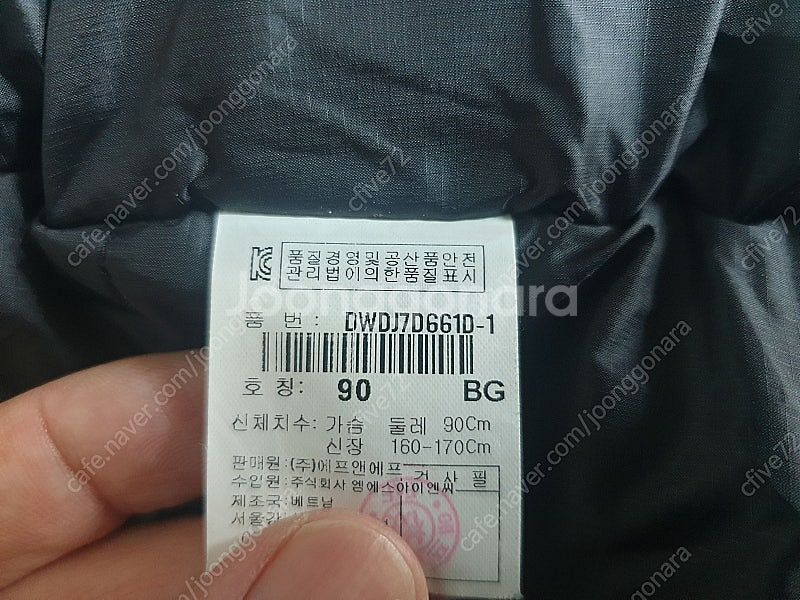 품질경영및공산품안전
관리법이의한품질표시
Joonggonara
품 번 : DWDJ7D661D-1
호 칭 : 90 BG
신체치수 : 가슴 둘레 90Cm
신장 160-170Cm
판매원 : (주)에프앤에프 검 사 필
수입원 : 주식회사 엠에스아이엔씨
제조국 : 베트남
서울강
cafe.naver.com/joonggonara
cfive72